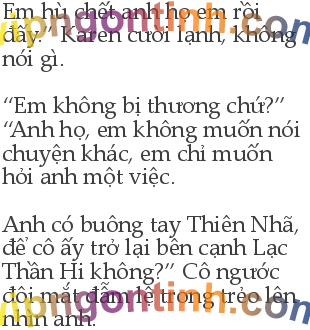 Em hù chết anh họ em rồi
đấy.” Karen cười lạnh, không
nói gì.
“Em không bị thương chứ?”
“Anh họ, em không muốn nói
chuyện khác, em chỉ muốn
hỏi anh một việc.
Anh có buông tay Thiên Nhã,
để cô ấy trở lại bên cạnh Lạc
Thần Hi không?” Cô ngước
đôi mắt đẫm lệ trong trẻo lên
nhìn anh.